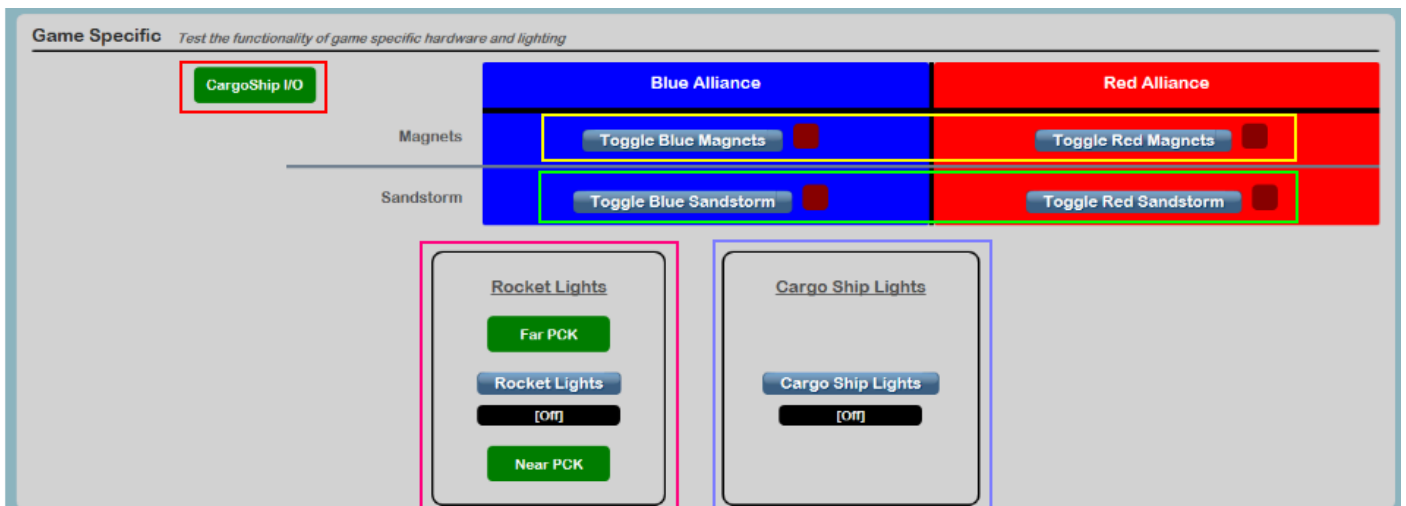 Game Specific Test the functionality of game specific hardware and lighting
CargoShip I/O
Blue Alliance Red Alliance
Magnets Toggle Blue Magnets Toggle Red Magnets
Sandstorm Toggle Blue Sandstorm Toggle Red Sandstorm
Rocket Lights
Far PCK
Rocket Lights
[Off]
Near PCK
Cargo Ship Lights
Cargo Ship Lights
[Off]